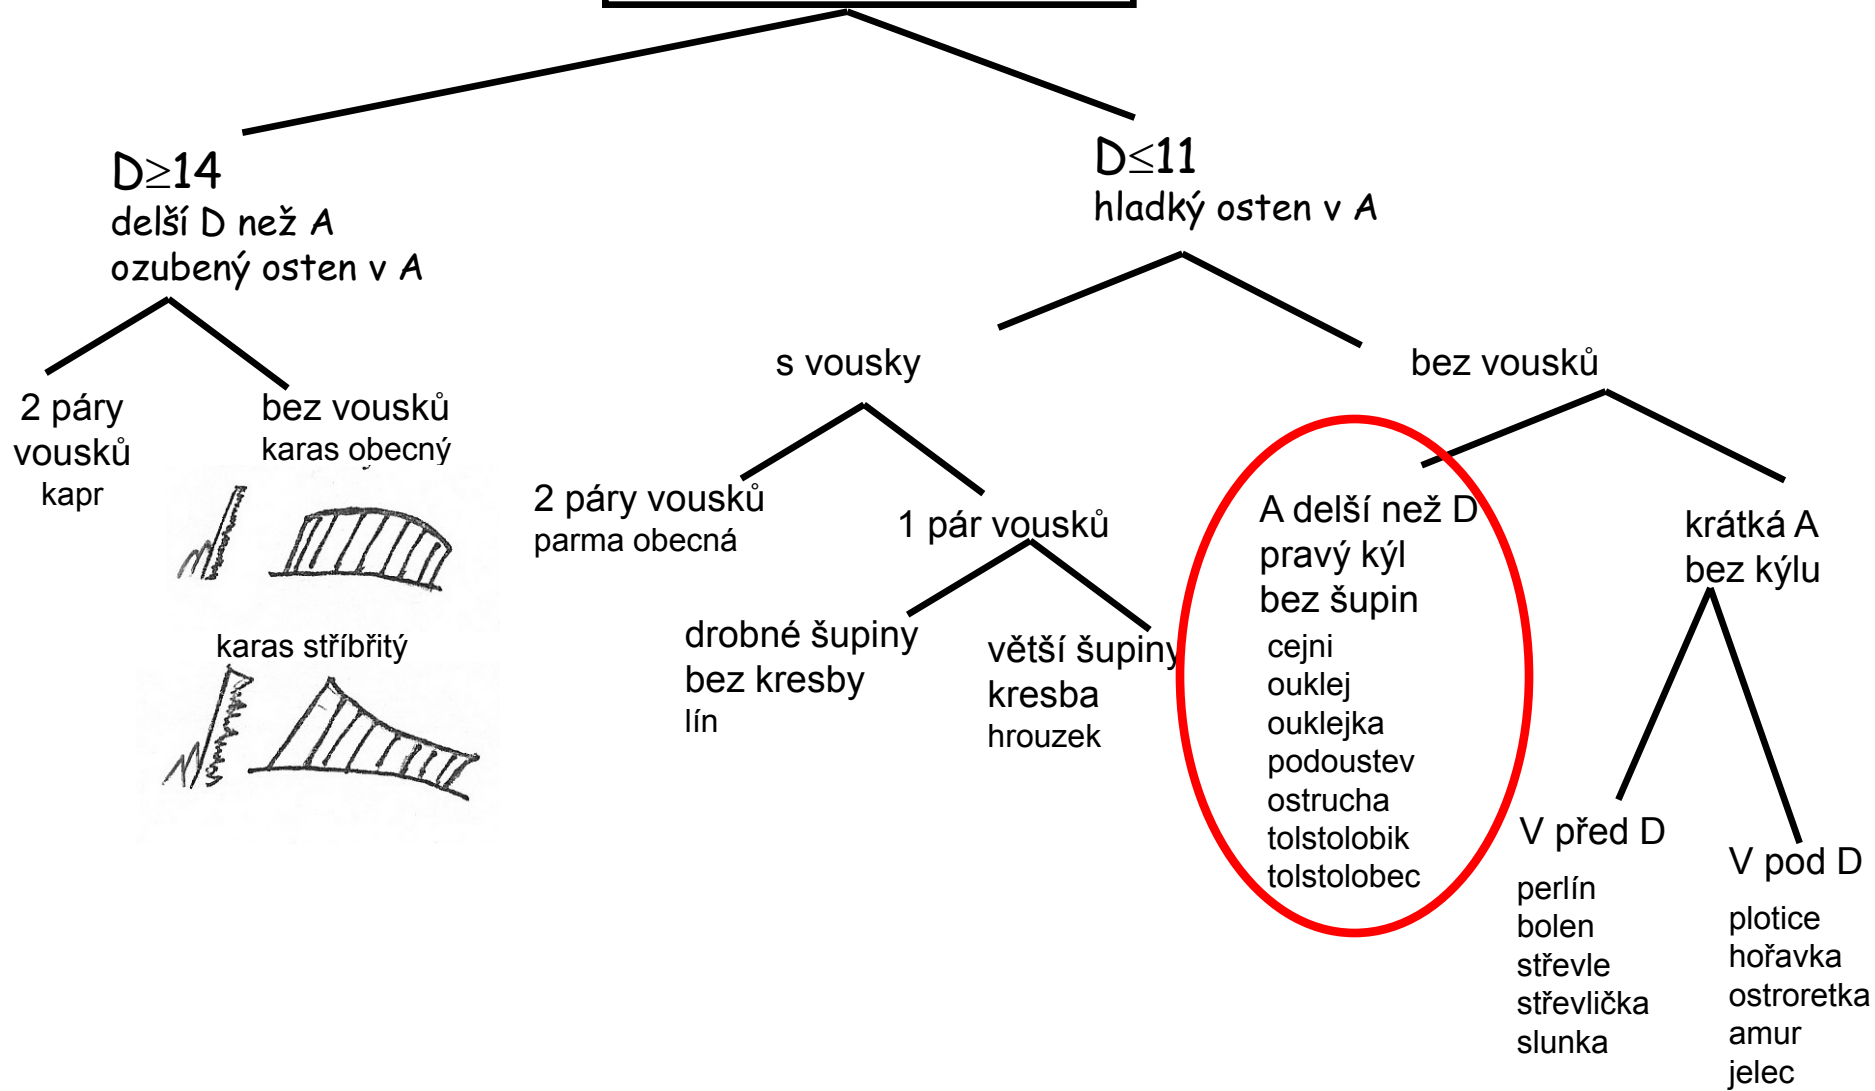 D≥14
delší D než A
ozubený osten v A
D≤11
hladký osten v A
2 páry
vousků
kapr
bez vousků
karas obecný
karas stříbřitý
s vousky
bez vousků
2 páry vousků
parma obecná
1 pár vousků
drobné šupiny
bez kresby
lín
větší šupiny
kresba
hrouzek
A delší než D
pravý kýl
bez šupin
cejni
ouklej
ouklejka
podoustev
ostrucha
tolstolobik
tolstolobec
krátká A
bez kýlu
V před D
perlín
bolen
střevle
střevlička
slunka
V pod D
plotice
hořavka
ostroretka
amur
jelec